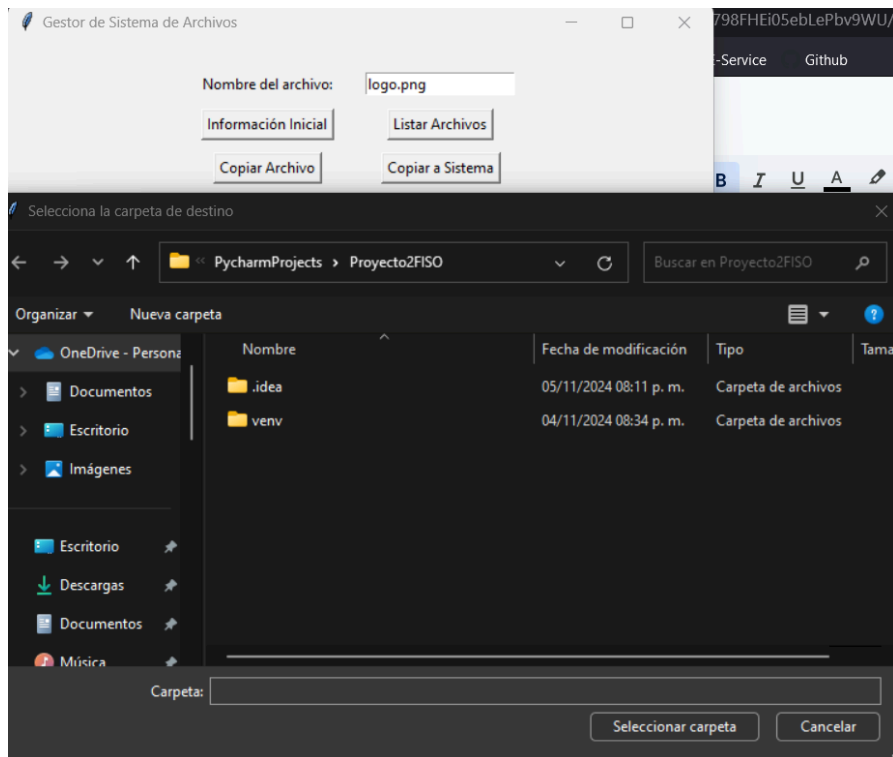 Gestor de Sistema de Archivos
798FHEi05ebLePbv9WU/
-Service Github
Nombre del archivo: logo.png
Información Inicial Listar Archivos
Copiar Archivo Copiar a Sistema
B I U A
Selecciona la carpeta de destino
« PycharmProjects › Proyecto2FISO Buscar en Proyecto2FISO
Organizar Nueva carpeta ?
OneDrive - Persona Nombre Fecha de modificación Tipo Tama
Documentos .idea 05/11/2024 08:11 p. m. Carpeta de archivos
Escritorio venv 04/11/2024 08:34 p. m. Carpeta de archivos
Imágenes
Escritorio
Descargas
Documentos
Música
Carpeta:
Seleccionar carpeta Cancelar